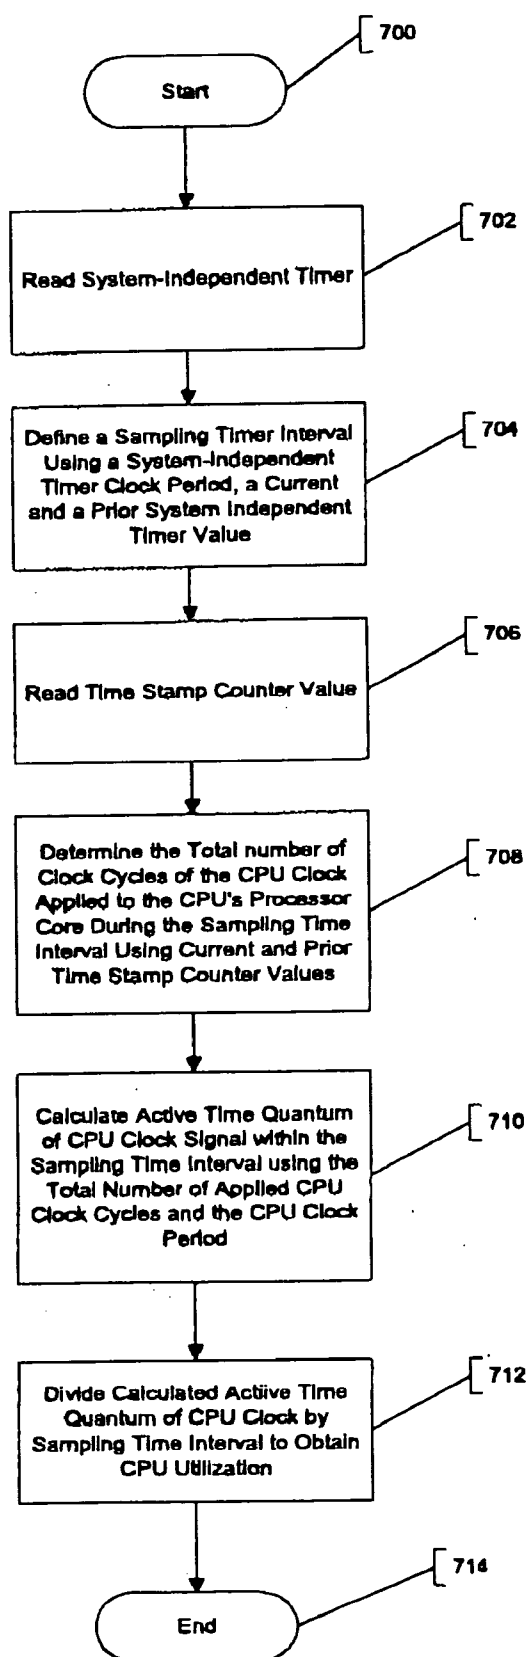 700
Start
702
Read System-Independent Timer
704
Define a Sampling Timer Interval
Using a System-Independent
Timer Clock Period, a Current
and a Prior System Independent
Timer Value
706
Read Time Stamp Counter Value
708
Determine the Total number of
Clock Cycles of the CPU Clock
Applied to the CPU's Processor
Core During the Sampling Time
Interval Using Current and Prior
Time Stamp Counter Values
710
Calculate Active Time Quantum
of CPU Clock Signal within the
Sampling Time Interval using the
Total Number of Applied CPU
Clock Cycles and the CPU Clock
Period
712
Divide Calculated Active Time
Quantum of CPU Clock by
Sampling Time Interval to Obtain
CPU Utilization
714
End